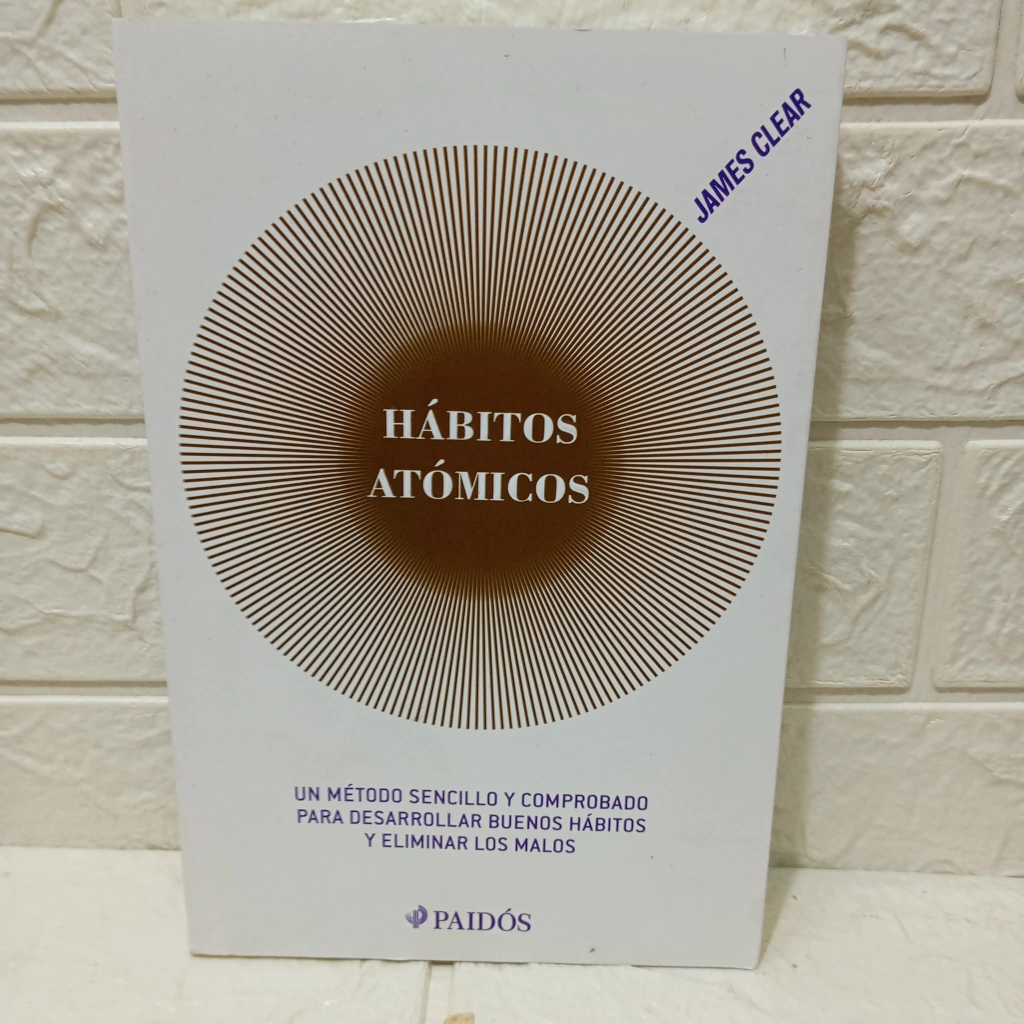 JAMES CLEAR
HÁBITOS
ATÓMICOS
UN MÉTODO SENCILLO Y COMPROBADO
PARA DESARROLLAR BUENOS HÁBITOS
Y ELIMINAR LOS MALOS
PAIDÓS